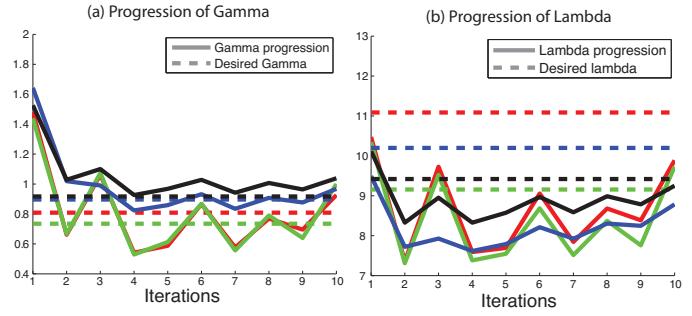 (a) Progression of Gamma
2
1.8
1.6
1.4
1.2
1
0.8
0.6
0.4
1 2 3 4 5 6 7 8 9 10
Iterations
Gamma progression
Desired Gamma
(b) Progression of Lambda
13
12
11
10
9
8
7
1 2 3 4 5 6 7 8 9 10
Iterations
Lambda progression
Desired lambda